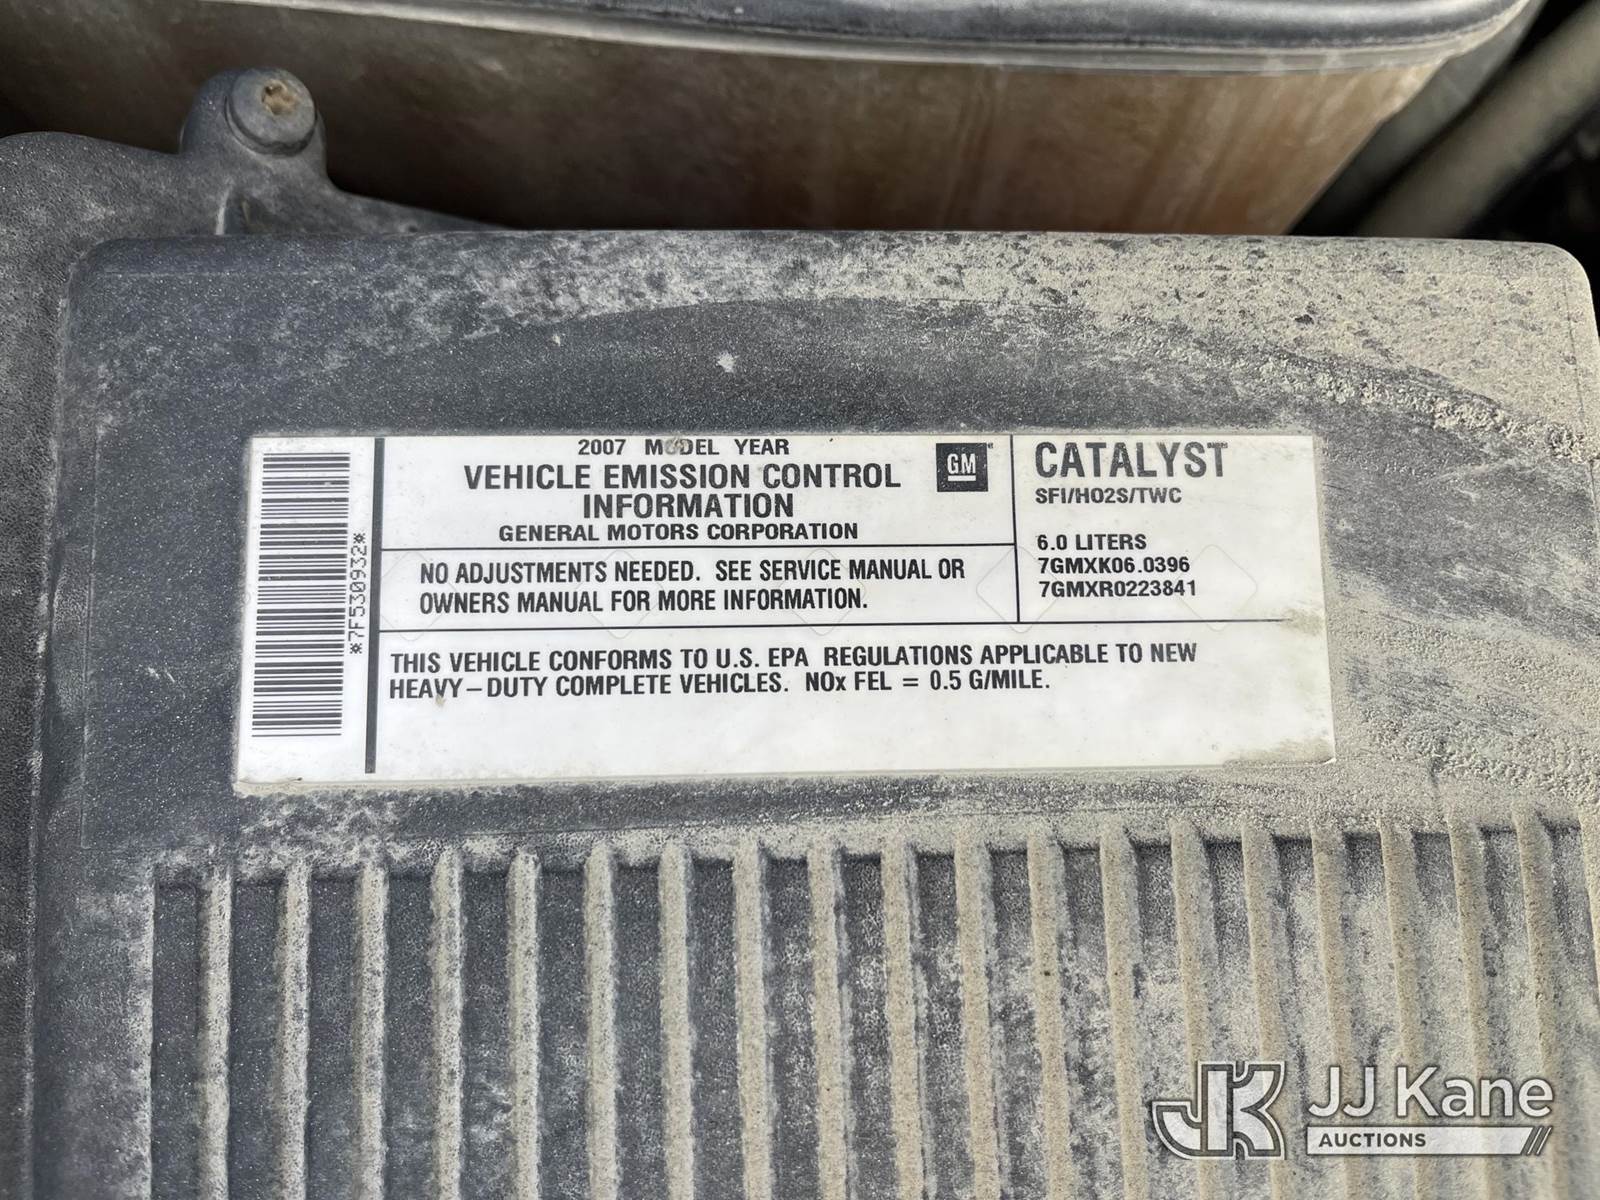 2007 MODEL YEAR
VEHICLE EMISSION CONTROL
INFORMATION
GENERAL MOTORS CORPORATION
GM
CATALYST
SFI/HO2S/TWC
6.0 LITERS
7GMXK06.0396
7GMXR0223841
NO ADJUSTMENTS NEEDED. SEE SERVICE MANUAL OR
OWNERS MANUAL FOR MORE INFORMATION.
THIS VEHICLE CONFORMS TO U.S. EPA REGULATIONS APPLICABLE TO NEW
HEAVY-DUTY COMPLETE VEHICLES. NOx FEL = 0.5 G/MILE.
*7F530932*
JK JJ Kane
AUCTIONS